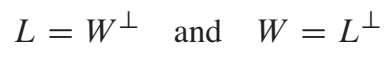 L = W⊥ and W = L⊥